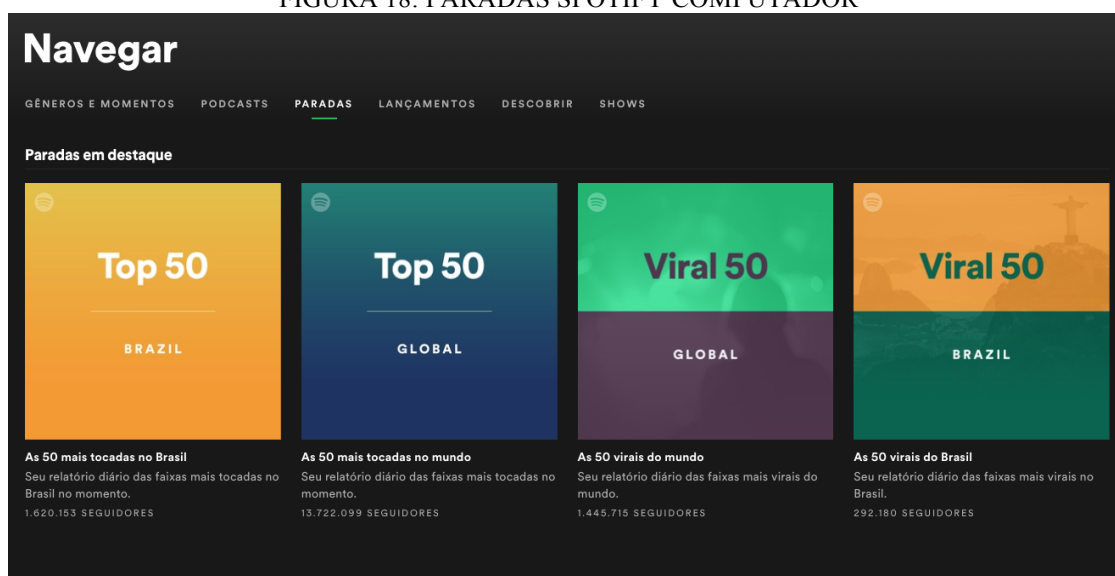 FIGURA 18: PARADAS SPOTIFY COMPUTADOR
Navegar
GÊNEROS E MOMENTOS PODCASTS PARADAS LANÇAMENTOS DESCOBRIR SHOWS
Paradas em destaque
Top 50
BRAZIL
As 50 mais tocadas no Brasil
Seu relatório diário das faixas mais tocadas no
Brasil no momento.
1.620.153 SEGUIDORES
Top 50
GLOBAL
As 50 mais tocadas no mundo
Seu relatório diário das faixas mais tocadas no
momento.
13.722.099 SEGUIDORES
Viral 50
GLOBAL
As 50 virais do mundo
Seu relatório diário das faixas mais virais do
mundo.
1.445.715 SEGUIDORES
Viral 50
BRAZIL
As 50 virais do Brasil
Seu relatório diário das faixas mais virais no
Brasil.
292.180 SEGUIDORES